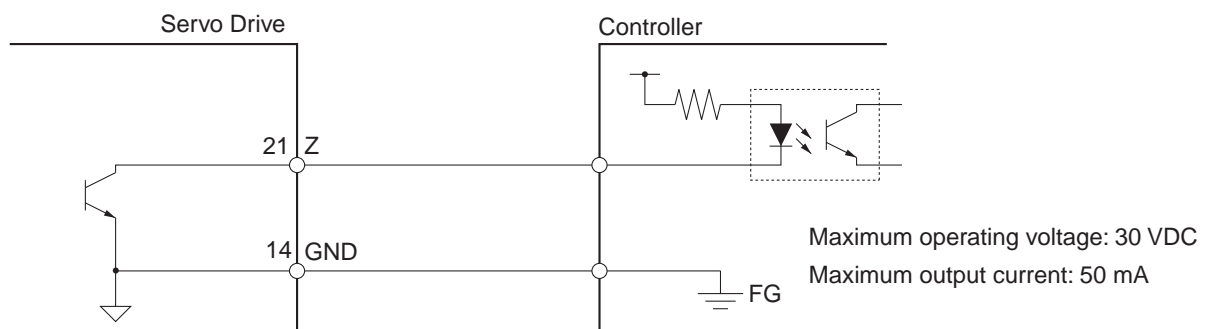 Servo Drive
Controller
21 Z
14 GND
Maximum operating voltage: 30 VDC
Maximum output current: 50 mA
FG